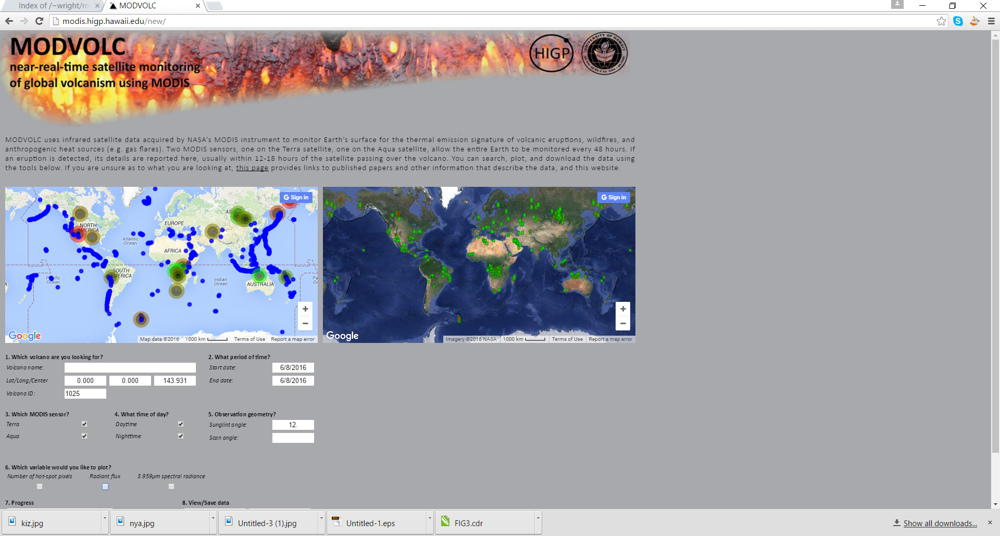 Index of /~wright/m
MODVOLC
modis.higp.hawaii.edu/new/
MODVOLC
near-real-time satellite monitoring
of global volcanism using MODIS
HIGP
UNIVERSITY OF HAWAI'I
MODVOLC uses infrared satellite data acquired by NASA's MODIS instrument to monitor Earth's surface for the thermal emission signature of volcanic eruptions, wildfires, and
anthropogenic heat sources (e.g. gas flares). Two MODIS sensors, one on the Terra satellite, one on the Aqua satellite, allow the entire Earth to be monitored every 48 hours. If
an eruption is detected, its details are reported here, usually within 12-18 hours of the satellite passing over the volcano. You can search, plot, and download the data using
the tools below. If you are unsure as to what you are looking at, this page provides links to published papers and other information that describe the data, and this website.
G Sign in
NORTH
AMERICA
EUROPE
Atlantic
Ocean
AFRICA
SOUTH
AMERICA
Ocean
Indian
Ocean
AUSTRALIA
+
−
Google
Map data ©2016 1000 km Terms of Use Report a map error
G Sign in
+
−
Google
Imagery ©2016 NASA 1000 km Terms of Use Report a map error
1. Which volcano are you looking for?
Volcano name:
Lat/Long/Center 0.000 0.000 143.931
Volcano ID: 1025
2. What period of time?
Start date: 6/8/2016
End date: 6/8/2016
3. Which MODIS sensor?
Terra
Aqua
4. What time of day?
Daytime
Nighttime
5. Observation geometry?
Sunglint angle: 12.
Scan angle:
6. Which variable would you like to plot?
Number of hot-spot pixels Radiant flux 3.959µm spectral radiance
7. Progress
8. View/Save data
kiz.jpg
nya.jpg
Untitled-3 (1).jpg
Untitled-1.eps
FIG3.cdr
Show all downloads...